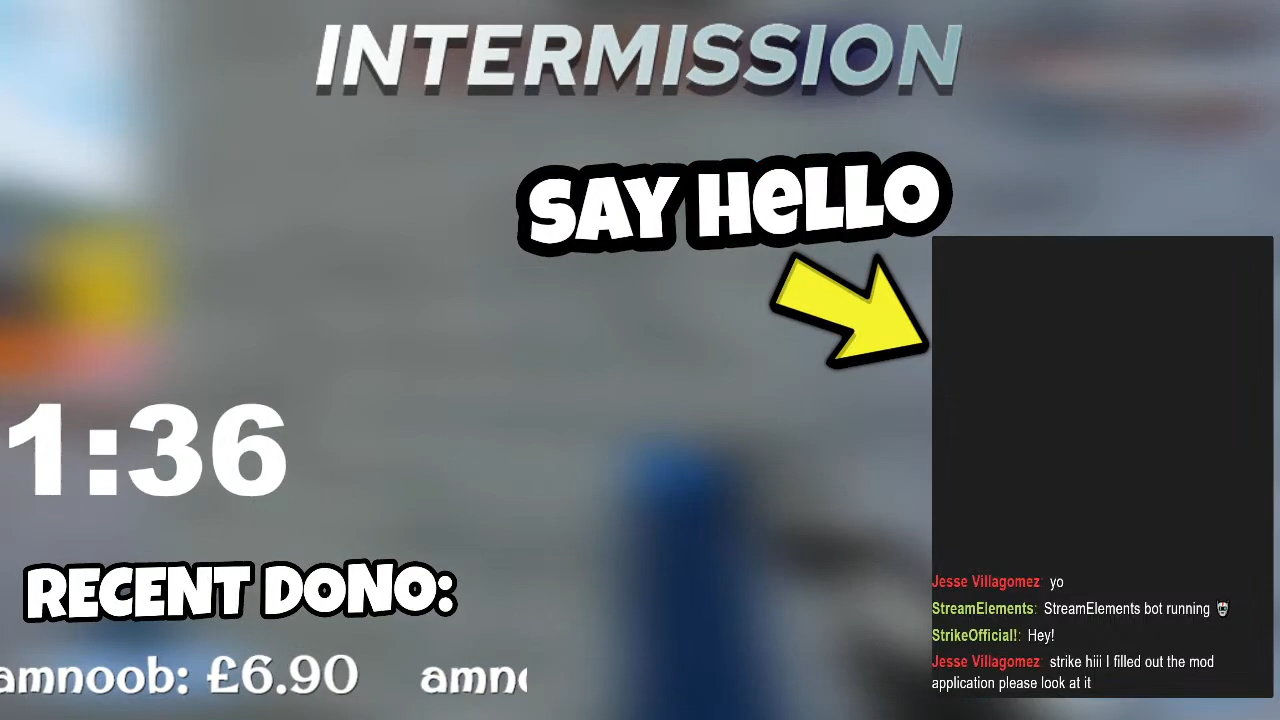 INTERMISSION
SAY HELLO
1:36
RECENT DONO:
amnoob: £6.90 amn
Jesse Villagomez: yo
StreamElements: StreamElements bot running
StrikeOfficial!: Hey!
Jesse Villagomez: strike hiii I filled out the mod
application please look at it